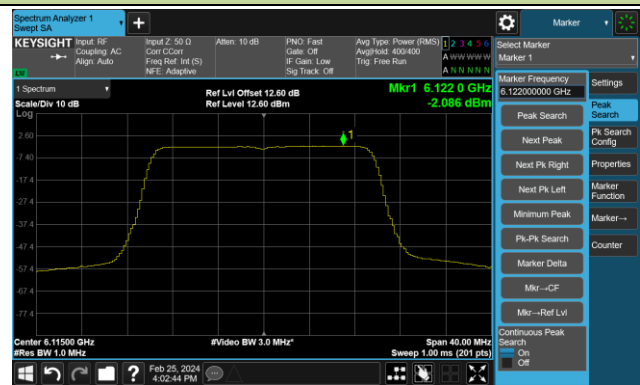 Spectrum Analyzer 1
Swept SA
Marker
KEYSIGHT
Input: RF
Coupling: AC
Align: Auto
Input Z: 50 Ω
Corr CCorr
Freq Ref: Int (S)
NFE: Adaptive
Atten: 10 dB
PNO: Fast
Gate: Off
IF Gain: Low
Sig Track: Off
Avg Type: Power (RMS)
Avg|Hold: 400/400
Trig: Free Run
1 2 3 4 5 6
A W W W W W
A N N N N N
Select Marker
Marker 1
1 Spectrum
Scale/Div 10 dB
Log
Ref Lvl Offset 12.60 dB
Ref Level 12.60 dBm
Mkr1 6.122 0 GHz
-2.086 dBm
1
2.60
-7.40
-17.4
-27.4
-37.4
-47.4
-57.4
-67.4
-77.4
Center 6.11500 GHz
#Res BW 1.0 MHz
#Video BW 3.0 MHz*
Span 40.00 MHz
Sweep 1.00 ms (201 pts)
Marker Frequency
6.122000000 GHz
Peak Search
Next Peak
Next Pk Right
Next Pk Left
Minimum Peak
Pk-Pk Search
Marker Delta
Mkr→CF
Mkr→Ref Lvl
Continuous Peak
Search
On
Off
Settings
Peak
Search
Pk Search
Config
Properties
Marker
Function
Marker→
Counter
Feb 25, 2024
4:02:44 PM